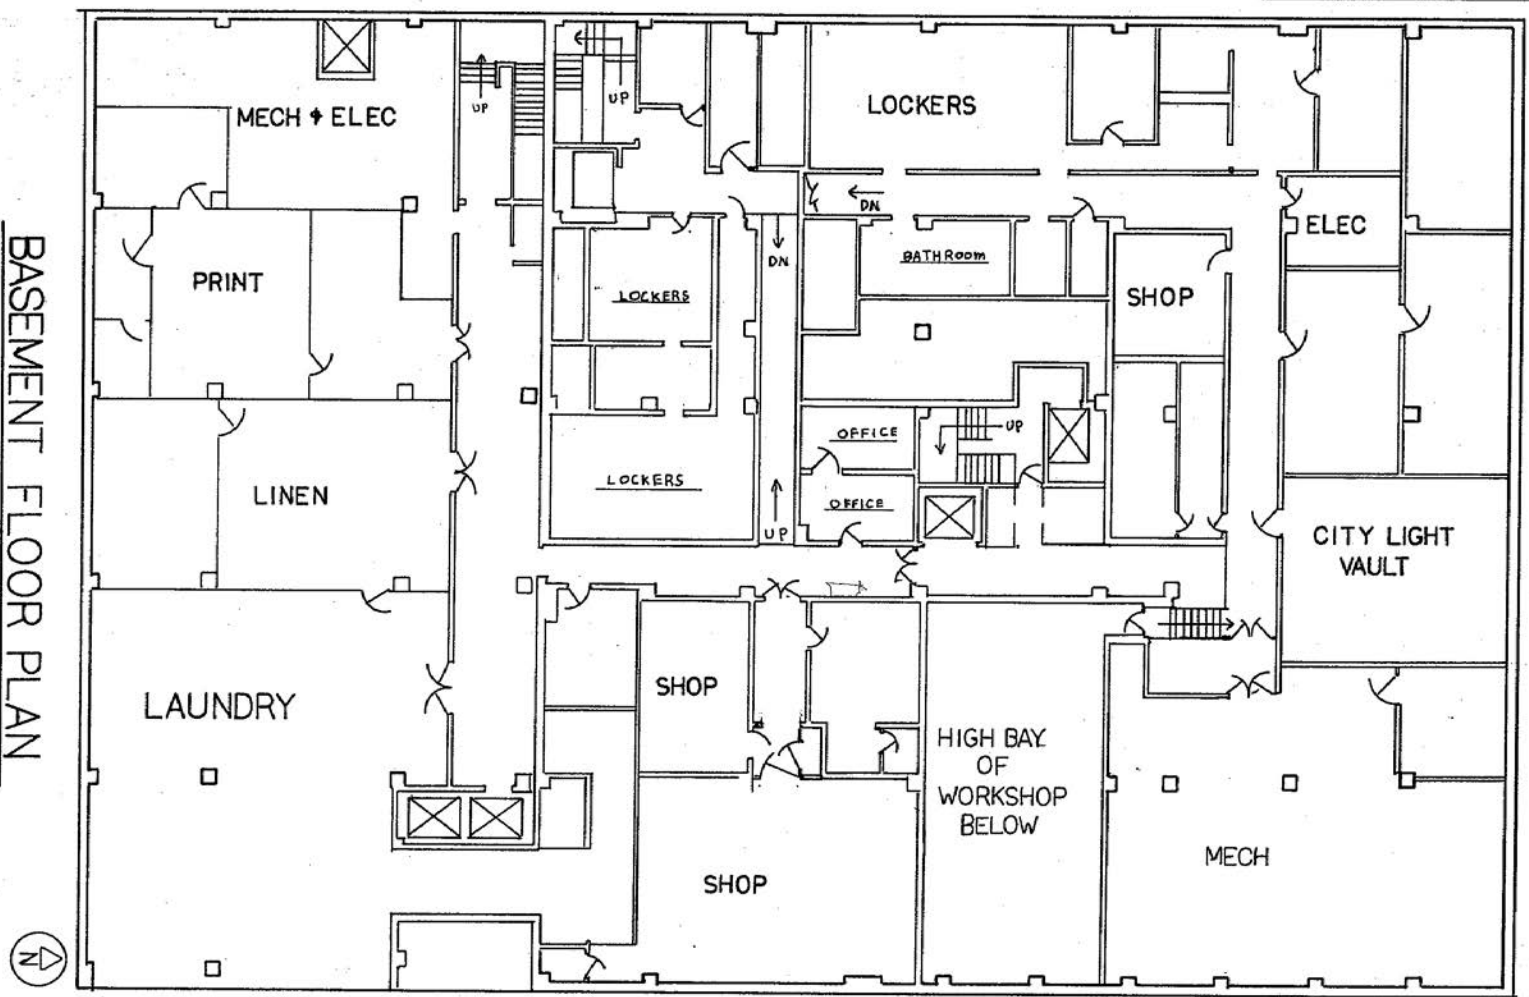 MECH & ELEC
UP
UP
LOCKERS
DN
ELEC
PRINT
LOCKERS
DN
BATHROOM
SHOP
OFFICE
UP
LINEN
LOCKERS
UP
OFFICE
CITY LIGHT
VAULT
LAUNDRY
SHOP
HIGH BAY
OF
WORKSHOP
BELOW
SHOP
MECH
BASEMENT FLOOR PLAN
N